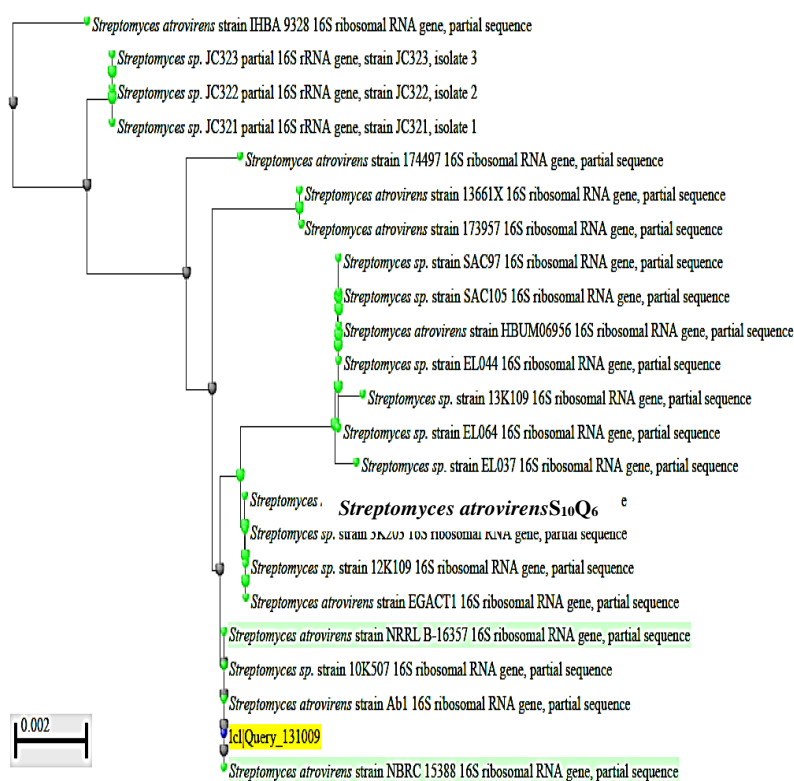 Streptomyces atrovirens strain IHBA 9328 16S ribosomal RNA gene, partial sequence
Streptomyces sp. JC323 partial 16S rRNA gene, strain JC323, isolate 3
Streptomyces sp. JC322 partial 16S rRNA gene, strain JC322, isolate 2
Streptomyces sp. JC321 partial 16S rRNA gene, strain JC321, isolate 1
Streptomyces atrovirens strain 174497 16S ribosomal RNA gene, partial sequence
Streptomyces atrovirens strain 13661X 16S ribosomal RNA gene, partial sequence
Streptomyces atrovirens strain 173957 16S ribosomal RNA gene, partial sequence
Streptomyces sp. strain SAC97 16S ribosomal RNA gene, partial sequence
Streptomyces sp. strain SAC105 16S ribosomal RNA gene, partial sequence
Streptomyces atrovirens strain HBUM06956 16S ribosomal RNA gene, partial sequence
Streptomyces sp. strain EL044 16S ribosomal RNA gene, partial sequence
Streptomyces sp. strain 13K109 16S ribosomal RNA gene, partial sequence
Streptomyces sp. strain EL064 16S ribosomal RNA gene, partial sequence
Streptomyces sp. strain EL037 16S ribosomal RNA gene, partial sequence
Streptomyces
Streptomyces atrovirensS₁₀Q₆
Streptomyces sp. strain 16S ribosomal RNA gene, partial sequence
Streptomyces sp. strain 12K109 16S ribosomal RNA gene, partial sequence
Streptomyces atrovirens strain EGACT1 16S ribosomal RNA gene, partial sequence
Streptomyces atrovirens strain NRRL B-16357 16S ribosomal RNA gene, partial sequence
Streptomyces sp. strain 10K507 16S ribosomal RNA gene, partial sequence
Streptomyces atrovirens strain Ab1 16S ribosomal RNA gene, partial sequence
lcl|Query_131009
Streptomyces atrovirens strain NBRC 15388 16S ribosomal RNA gene, partial sequence
0.002